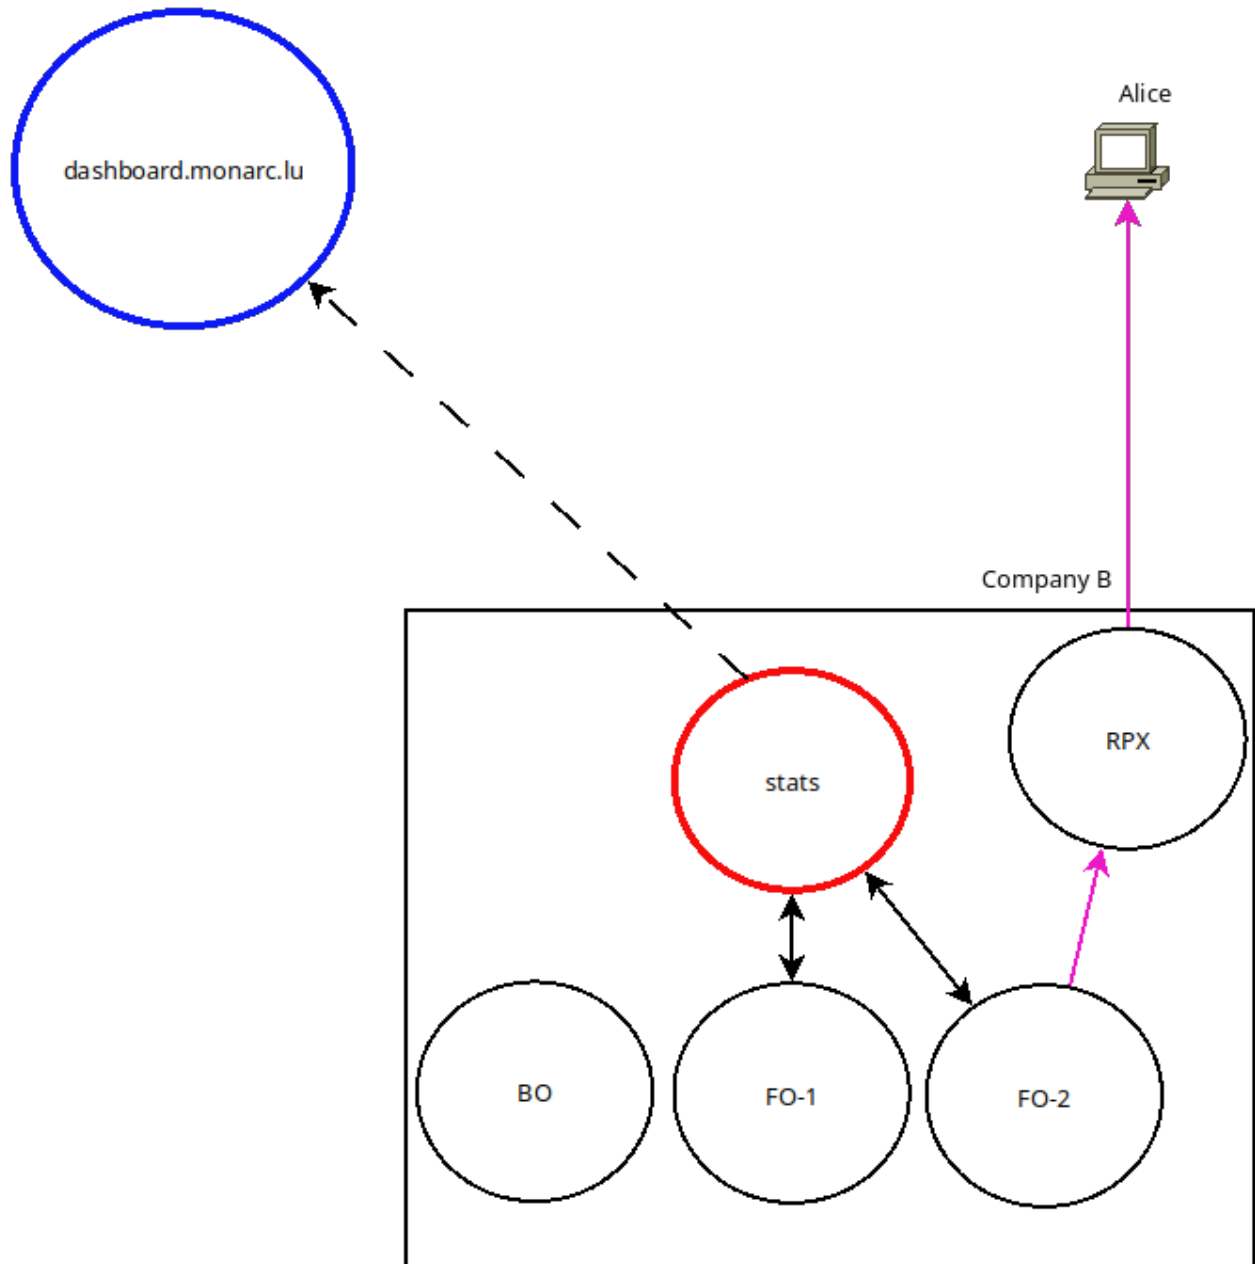 Alice
dashboard.monarc.lu
Company B
RPX
stats
BO
FO-1
FO-2